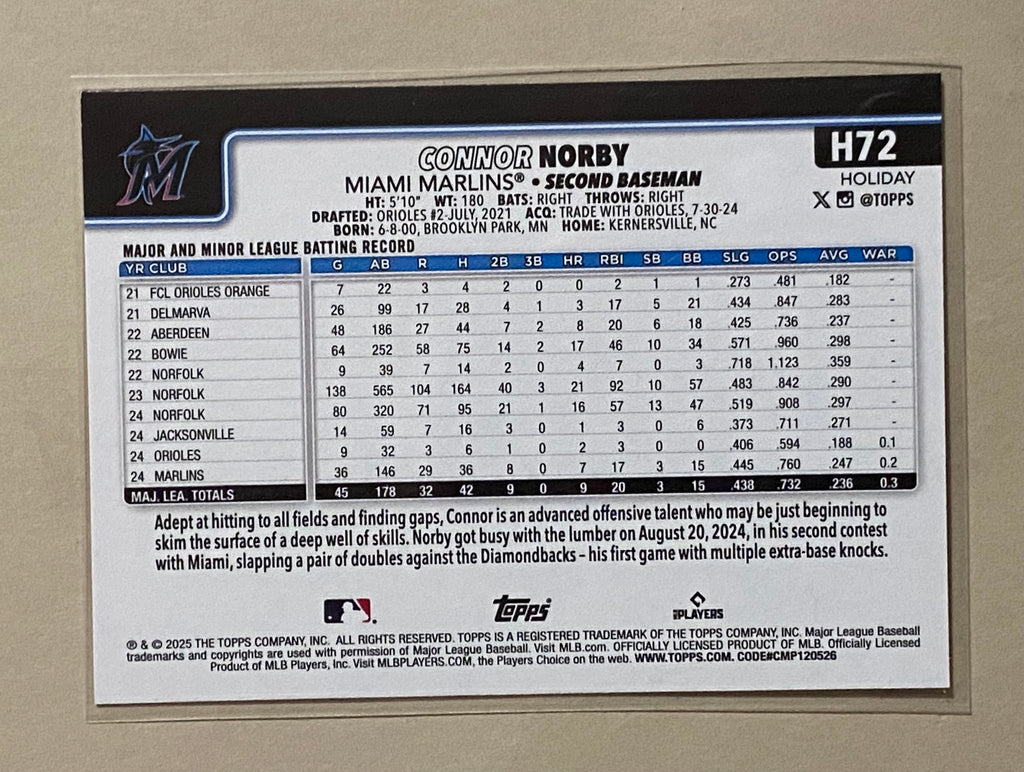 M
H72
HOLIDAY
X @TOPPS
CONNOR NORBY
MIAMI MARLINS® • SECOND BASEMAN
HT: 5'10" WT: 180 BATS: RIGHT THROWS: RIGHT
DRAFTED: ORIOLES #2-JULY, 2021 ACQ: TRADE WITH ORIOLES, 7-30-24
BORN: 6-8-00, BROOKLYN PARK, MN HOME: KERNERSVILLE, NC
MAJOR AND MINOR LEAGUE BATTING RECORD
YR CLUB G AB R H 2B 3B HR RBI SB BB SLG OPS AVG WAR
21 FCL ORIOLES ORANGE 7 22 3 4 2 0 0 2 1 1 .273 .481 .182 -
21 DELMARVA 26 99 17 28 4 1 3 17 5 21 .434 .847 .283 -
22 ABERDEEN 48 186 27 44 7 2 8 20 6 18 .425 .736 .237 -
22 BOWIE 64 252 58 75 14 2 17 46 10 34 .571 .960 .298 -
22 NORFOLK 9 39 7 14 2 0 4 7 0 3 .718 1.123 .359 -
23 NORFOLK 138 565 104 164 40 3 21 92 10 57 .483 .842 .290 -
24 NORFOLK 80 320 71 95 21 1 16 57 13 47 .519 .908 .297 -
24 JACKSONVILLE 14 59 7 16 3 0 1 3 0 6 .373 .711 .271 -
24 ORIOLES 9 32 3 6 1 0 2 3 0 0 .406 .594 .188 0.1
24 MARLINS 36 146 29 36 8 0 7 17 3 15 .445 .760 .247 0.2
MAJ. LEA. TOTALS 45 178 32 42 9 0 9 20 3 15 .438 .732 .236 0.3
Adept at hitting to all fields and finding gaps, Connor is an advanced offensive talent who may be just beginning to
skim the surface of a deep well of skills. Norby got busy with the lumber on August 20, 2024, in his second contest
with Miami, slapping a pair of doubles against the Diamondbacks – his first game with multiple extra-base knocks.
topps
MLB PLAYERS
® & © 2025 THE TOPPS COMPANY, INC. ALL RIGHTS RESERVED. TOPPS IS A REGISTERED TRADEMARK OF THE TOPPS COMPANY, INC. Major League Baseball
trademarks and copyrights are used with permission of Major League Baseball. Visit MLB.com. OFFICIALLY LICENSED PRODUCT OF MLB. Officially Licensed
Product of MLB Players, Inc. Visit MLBPLAYERS.COM, the Players Choice on the web. WWW.TOPPS.COM. CODE#CMP120526